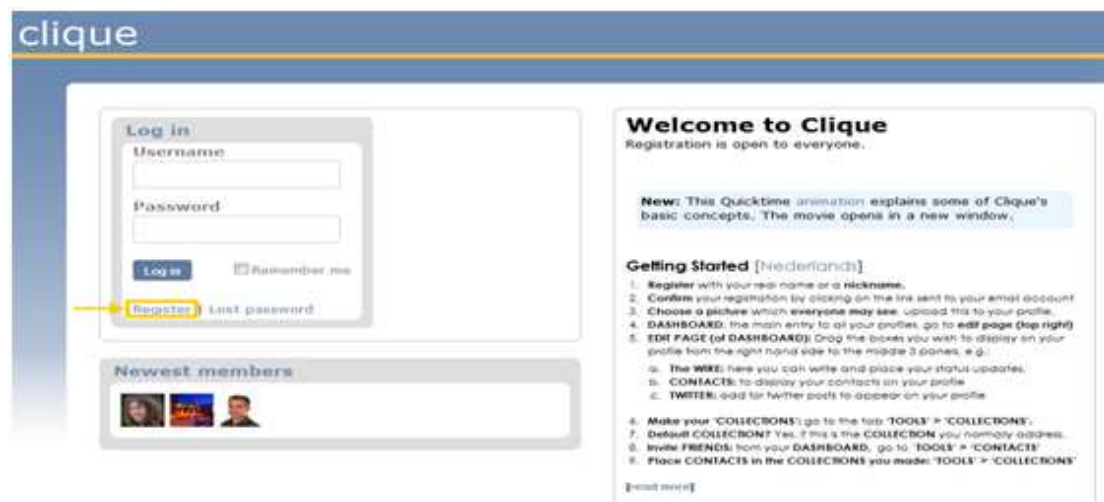 clique
Log in
Username
Password
Log in
Remember me
Register | Lost password
Newest members
Welcome to Clique
Registration is open to everyone.
New: This Quicktime animation explains some of Clique's
basic concepts. The movie opens in a new window.
Getting Started [Nederlands]
1. Register with your real name or a nickname.
2. Confirm your registration by clicking on the link sent to your email account
3. Choose a picture which everyone may see, upload this to your profile.
4. DASHBOARD: the main entry to all your profiles, go to edit page (top right)
5. EDIT PAGE (of DASHBOARD): Drag the boxes you wish to display on your
profile from the right hand side to the middle 3 panes, e.g.:
a. The WIRE: here you can write and place your status updates.
b. CONTACTS: to display your contacts on your profile
c. TWITTER: add for twitter posts to appear on your profile
6. Make your 'COLLECTIONS': go to the tab 'TOOLS' > 'COLLECTIONS'.
7. Default COLLECTION? Yes, if this is the COLLECTION you normally address.
8. Invite FRIENDS: from your DASHBOARD, go to 'TOOLS' > 'CONTACTS'
9. Place CONTACTS in the COLLECTIONS you made: 'TOOLS' > 'COLLECTIONS'
[read more]